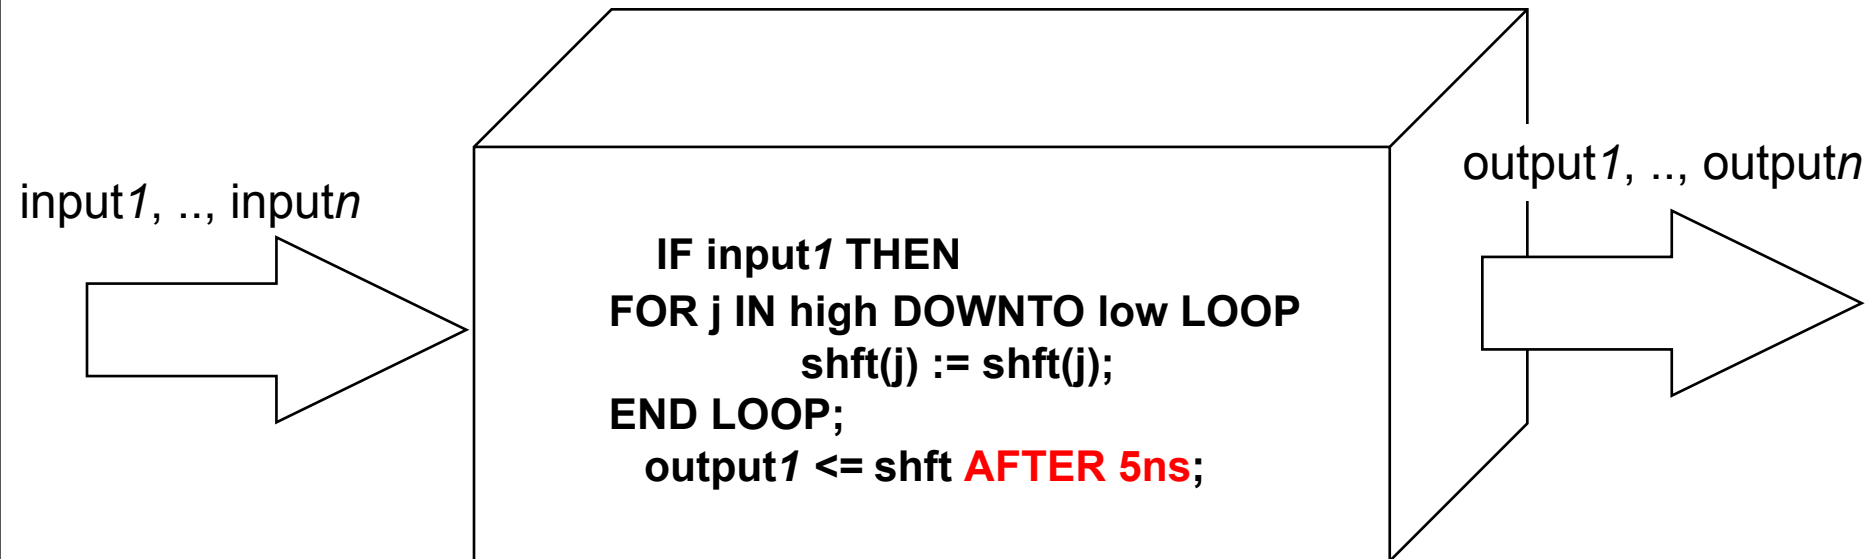 input1, .., inputn
output1, .., outputn
IF input1 THEN
FOR j IN high DOWNTO low LOOP
shft(j) := shft(j);
END LOOP;
output1 <= shft AFTER 5ns;